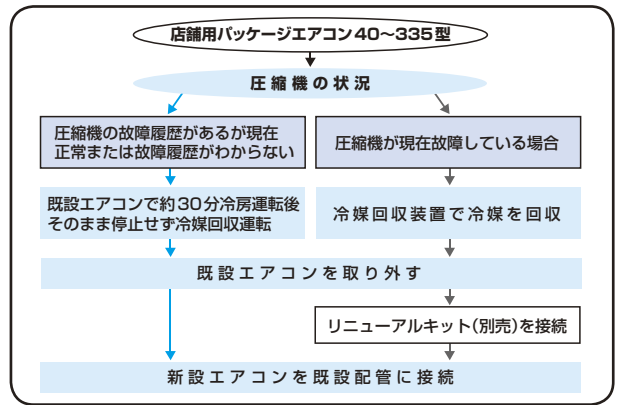 店舗用パッケージエアコン40〜335型
圧縮機の状況
圧縮機の故障履歴があるが現在
正常または故障履歴がわからない
圧縮機が現在故障している場合
既設エアコンで約30分冷房運転後
そのまま停止せず冷媒回収運転
冷媒回収装置で冷媒を回収
既設エアコンを取り外す
リニューアルキット(別売)を接続
新設エアコンを既設配管に接続